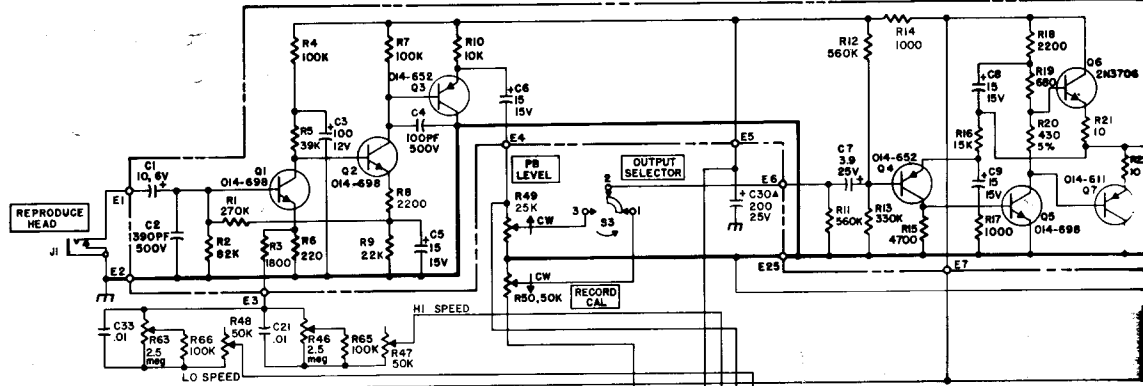 R4
100K
R7
100K
R10
10K
014-652
Q3
C6
15
15V
R5
39K
C3
100
12V
C4
100PF
500V
E4
C1
10, 6V
Q1
014-698
Q2
014-698
E1
REPRODUCE
HEAD
J1
C2
390PF
500V
R1
270K
R2
82K
R3
1800
R6
220
R8
2200
R9
22K
C5
15
15V
E2
E3
PB
LEVEL
R49
25K
CW
OUTPUT
SELECTOR
2
3
S3
1
CW
R50, 50K
RECORD
CAL
E5
C30A
200
25V
E6
E25
E7
R12
560K
R14
1000
C7
3.9
25V
014-652
Q4
R11
560K
R13
330K
R15
4700
C8
15
15V
R16
15K
C9
15
15V
R17
1000
R18
2200
R19
680
R20
430
5%
Q5
014-698
Q6
2N3706
R21
10
014-611
Q7
10
C33
.01
R63
2.5
meg
R66
100K
R48
50K
C21
.01
R46
2.5
meg
R65
100K
R47
50K
HI SPEED
LO SPEED